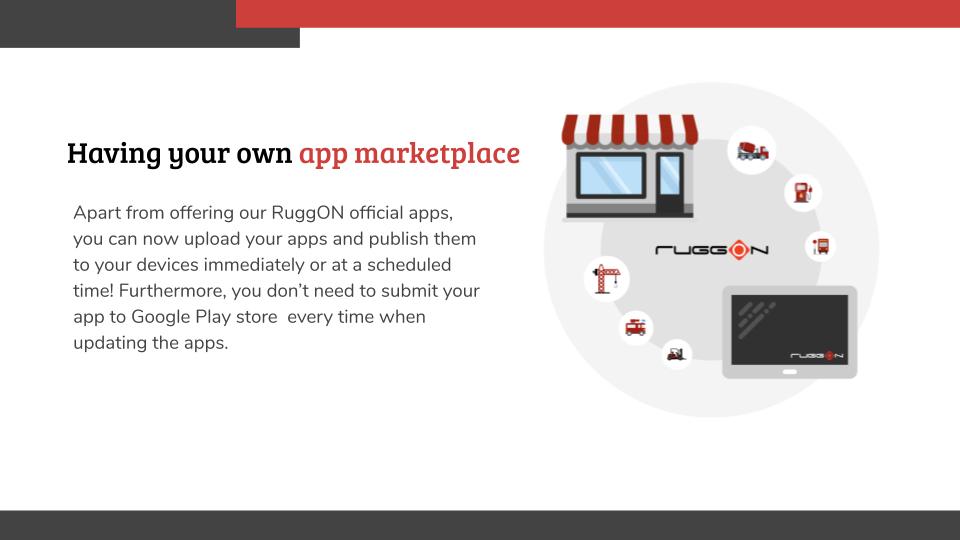 Having your own app marketplace
Apart from offering our RuggON official apps,
you can now upload your apps and publish them
to your devices immediately or at a scheduled
time! Furthermore, you don’t need to submit your
app to Google Play store  every time when
updating the apps.
RUGGON
RUGGON